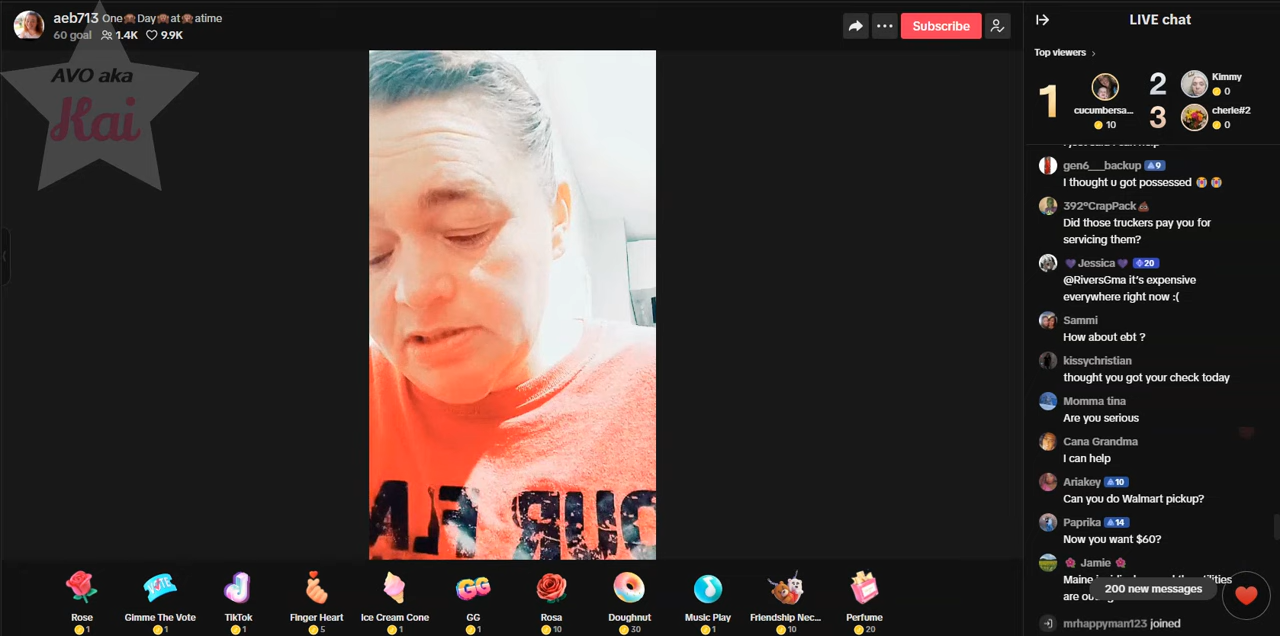 aeb713 One🙈Day🙈at🙈atime
60 goal 1.4K 9.9K
Subscribe
AVO aka
Kai
LIVE chat
Top viewers
1
cucumbersa...
10
2
Kimmy
0
3
cherle#2
0
gen6__backup 9
I thought u got possessed 😭 😭
392°CrapPack💩
Did those truckers pay you for
servicing them?
💜Jessica💜 20
@RiversGma it's expensive
everywhere right now :(
Sammi
How about ebt ?
kissychristian
thought you got your check today
Momma tina
Are you serious
Cana Grandma
I can help
Ariakey 10
Can you do Walmart pickup?
Paprika 14
Now you want $60?
🌺 Jamie 🌺
are
200 new messages
mrhappyman123 joined
Rose
1
Gimme The Vote
1
TikTok
1
Finger Heart
5
Ice Cream Cone
1
GG
1
Rosa
10
Doughnut
30
Music Play
1
Friendship Nec...
10
Perfume
20